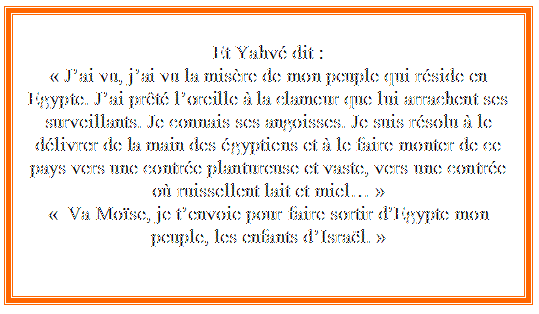 Et Yahvé dit :
« J’ai vu, j’ai vu la misère de mon peuple qui réside en
Egypte. J’ai prêté l’oreille à la clameur que lui arrachent ses
surveillants. Je connais ses angoisses. Je suis résolu à le
délivrer de la main des égyptiens et à le faire monter de ce
pays vers une contrée plantureuse et vaste, vers une contrée
où ruissellent lait et miel… »
«  Va Moïse, je t’envoie pour faire sortir d’Egypte mon
peuple, les enfants d’Israël. »